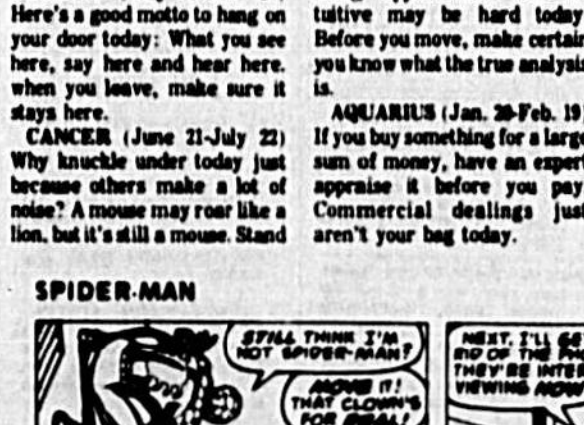 Here's a good motto to hang on
your door today: What you see
here, say here and hear here.
when you leave, make sure it
stays here.
CANCER (June 21-July 22)
Why knuckle under today just
because others make a lot of
noise? A mouse may roar like a
lion, but it's still a mouse. Stand
tuitive may be hard today.
Before you move, make certain
you know what the true analysis
is.
AQUARIUS (Jan. 20-Feb. 19)
If you buy something for a large
sum of money, have an expert
appraise it before you pay.
Commercial dealings just
aren't your bag today.
SPIDER-MAN
STILL THINK I'M
NOT SPIDER-MAN?
MOVE IT!
THAT CLOWN'S
FOR REAL!
NEXT, I'LL GET
RID OF THE
THEY'RE INTER
VIEWING NOW